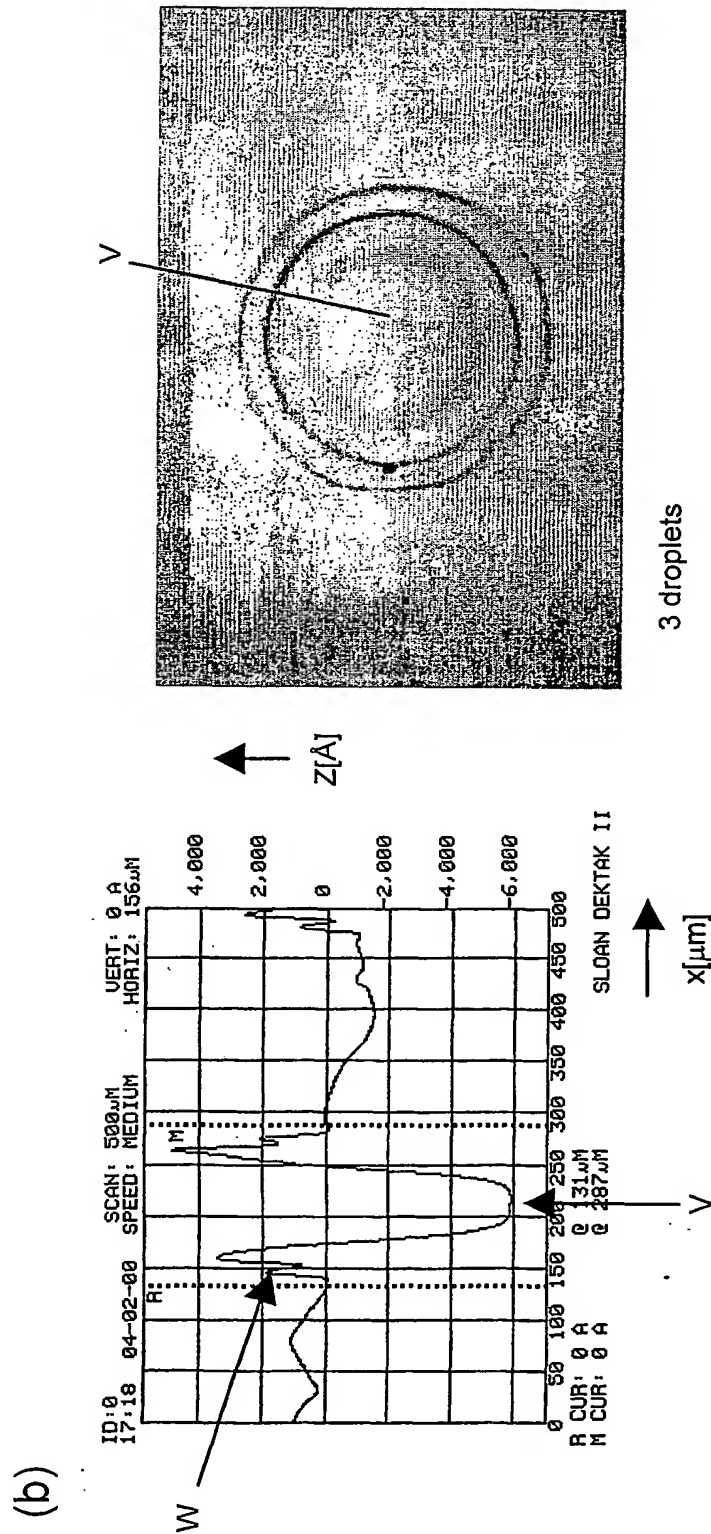 (b)
ID:0 SCAN: 500µM VERT: 0 A
17:18 04-02-00 SPEED: MEDIUM HORIZ: 156µM
W
R
M
4,000
2,000
0
-2,000
-4,000
-6,000
0 50 100 150 200 250 300 350 400 450 500
R CUR: 0 A @ 131µM
M CUR: 0 A @ 287µM
SLOAN DEKTAK II
V
X[µm]
Z[Å]
V
3 droplets